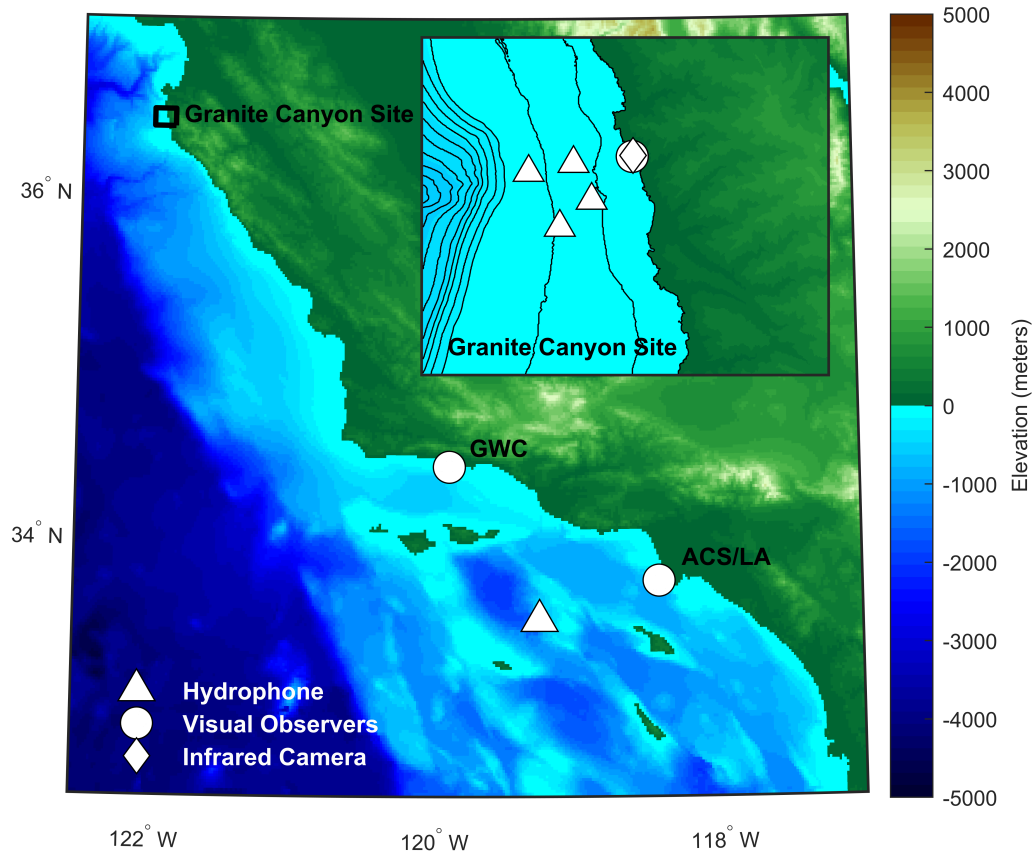 Granite Canyon Site
Granite Canyon Site
GWC
ACS/LA
Hydrophone
Visual Observers
Infrared Camera
36° N
34° N
122° W
120° W
118° W
5000
4000
3000
2000
1000
0
-1000
-2000
-3000
-4000
-5000
Elevation (meters)